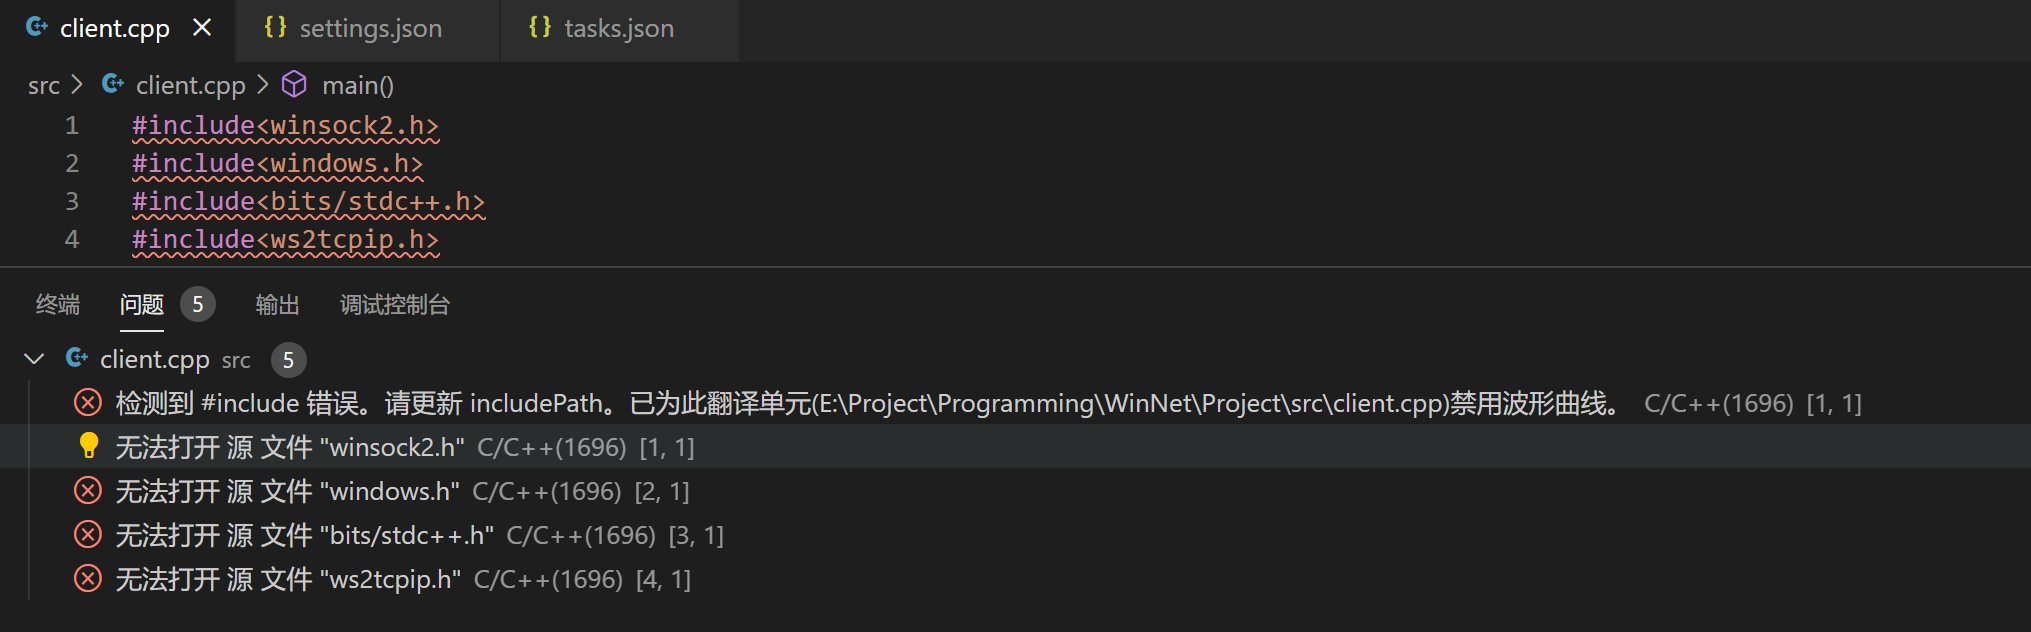 client.cpp settings.json tasks.json
src > client.cpp > main()
1 #include<winsock2.h>
2 #include<windows.h>
3 #include<bits/stdc++.h>
4 #include<ws2tcpip.h>
终端 问题 5 输出 调试控制台
client.cpp src 5
检测到 #include 错误。请更新 includePath。已为此翻译单元(E:\Project\Programming\WinNet\Project\src\client.cpp)禁用波形曲线。 C/C++(1696) [1, 1]
无法打开 源 文件 "winsock2.h" C/C++(1696) [1, 1]
无法打开 源 文件 "windows.h" C/C++(1696) [2, 1]
无法打开 源 文件 "bits/stdc++.h" C/C++(1696) [3, 1]
无法打开 源 文件 "ws2tcpip.h" C/C++(1696) [4, 1]